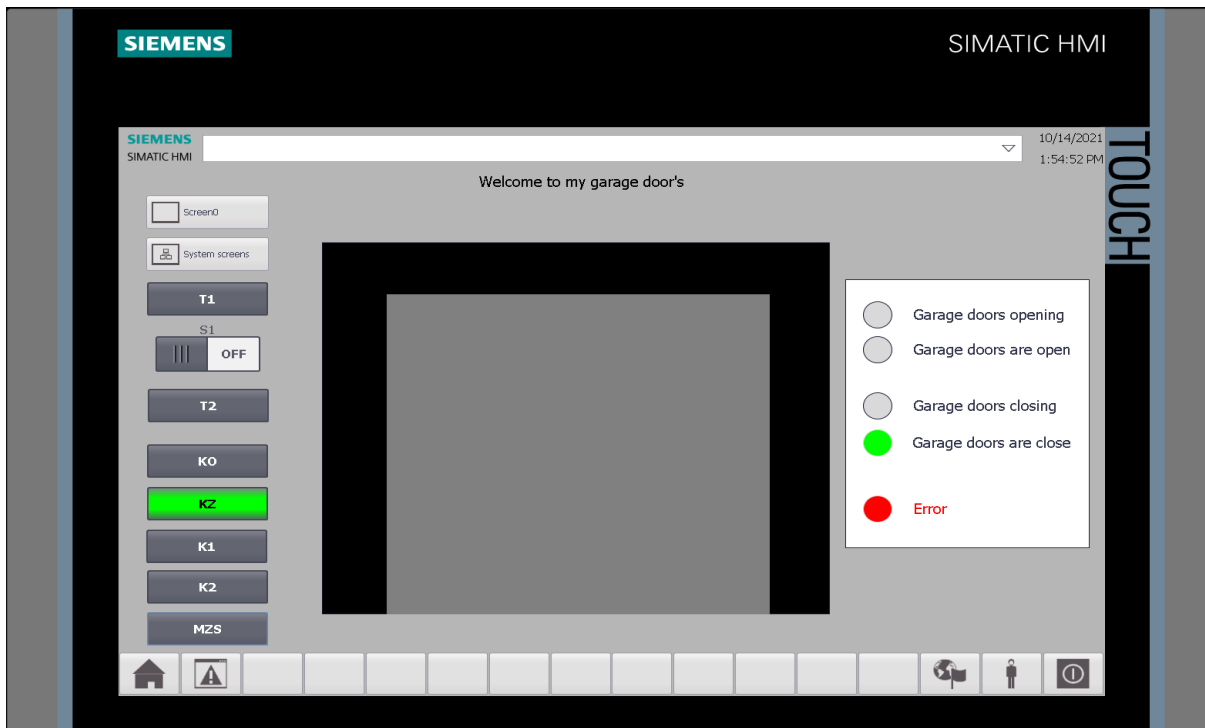 SIEMENS
SIMATIC HMI
TOUCH
SIEMENS
SIMATIC HMI
10/14/2021
1:54:52 PM
Welcome to my garage door's
Screen0
System screens
T1
S1
OFF
T2
KO
KZ
K1
K2
MZS
Garage doors opening
Garage doors are open
Garage doors closing
Garage doors are close
Error